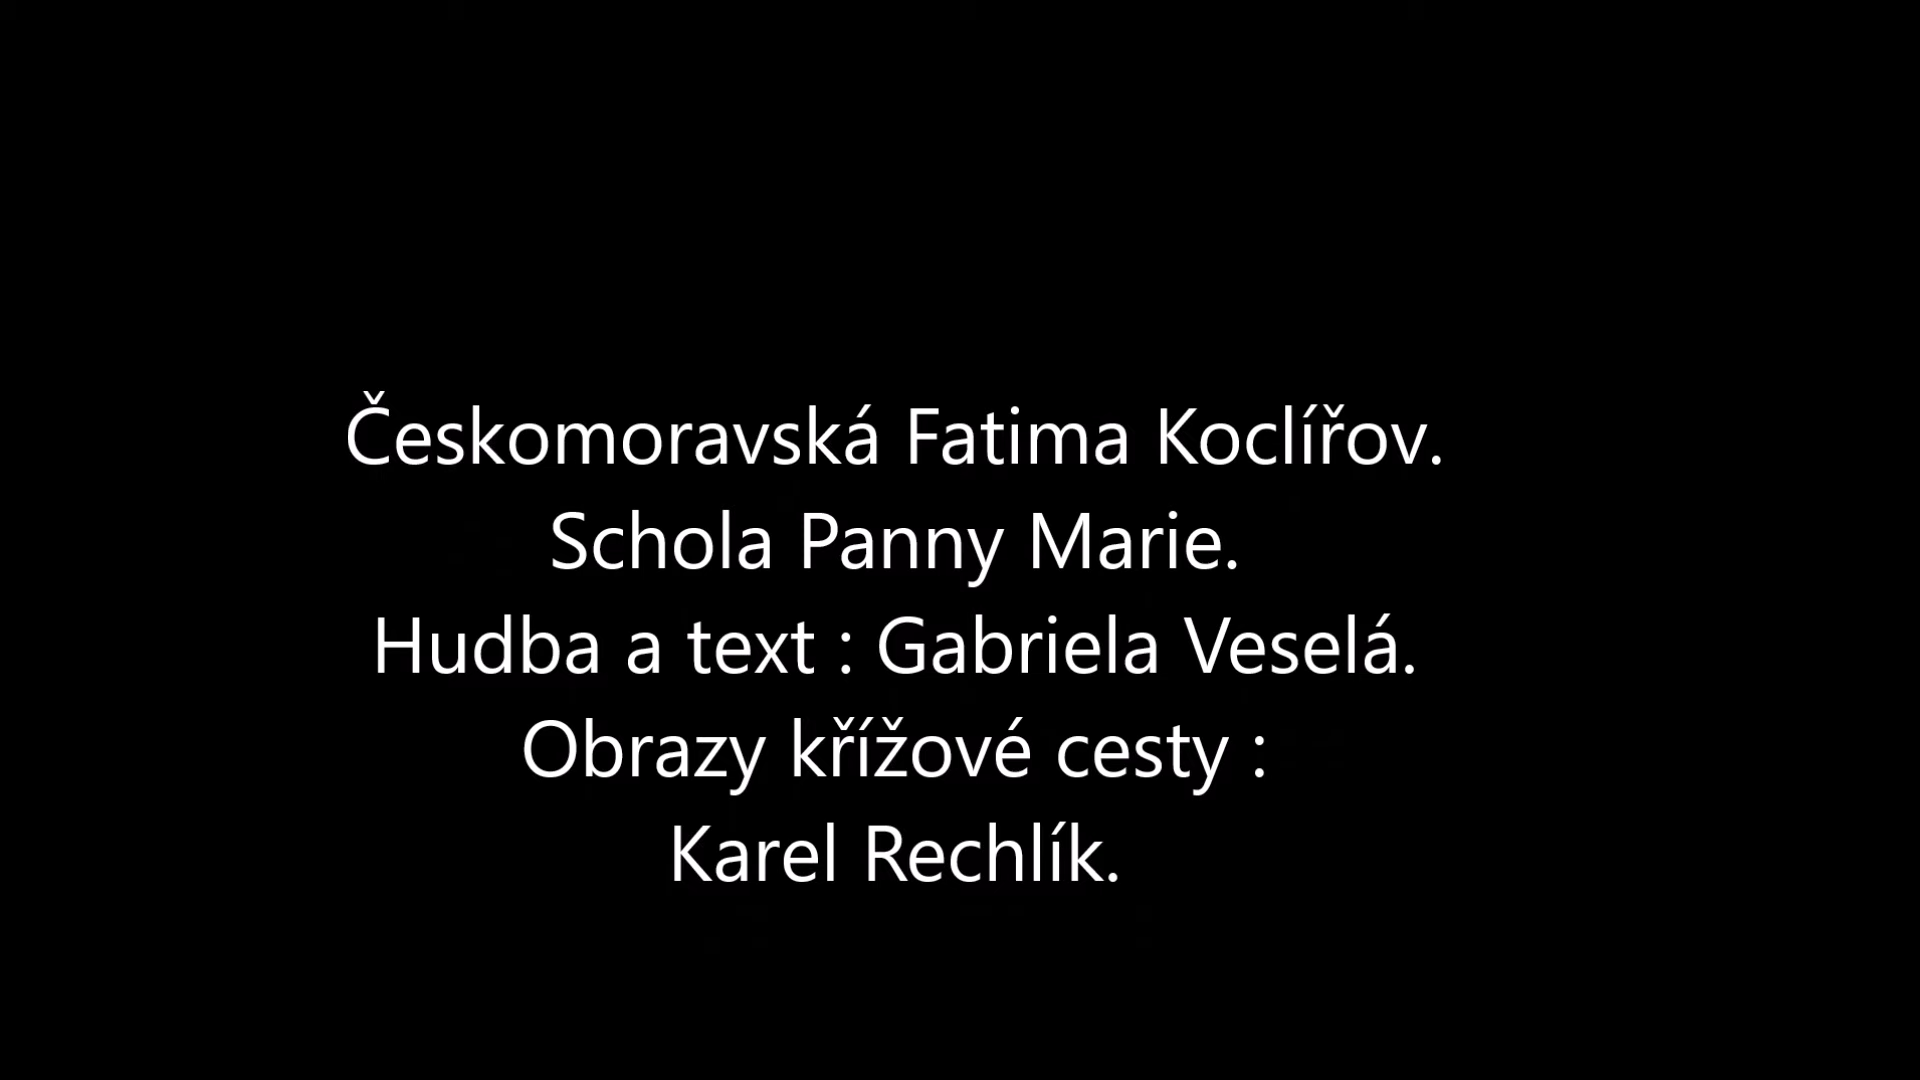 Českomoravská Fatima Koclířov.
Schola Panny Marie.
Hudba a text : Gabriela Veselá.
Obrazy křížové cesty :
Karel Rechlík.